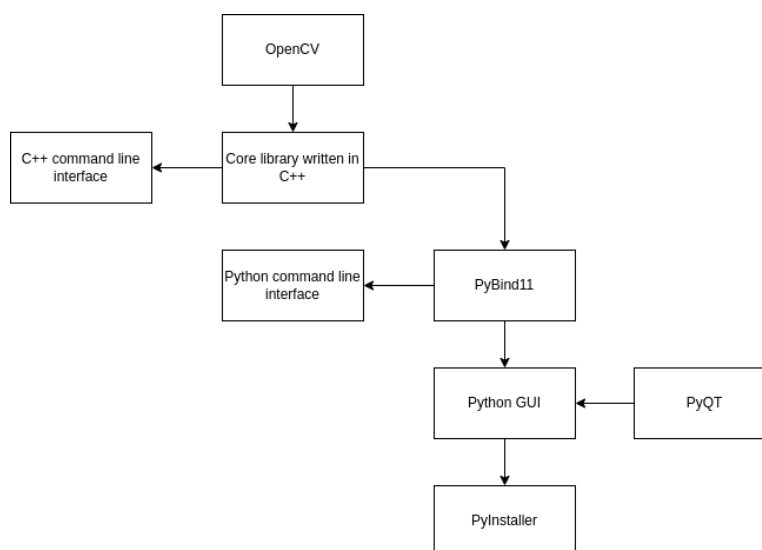 OpenCV
C++ command line
interface
Core library written in
C++
Python command line
interface
PyBind11
Python GUI
PyQT
PyInstaller